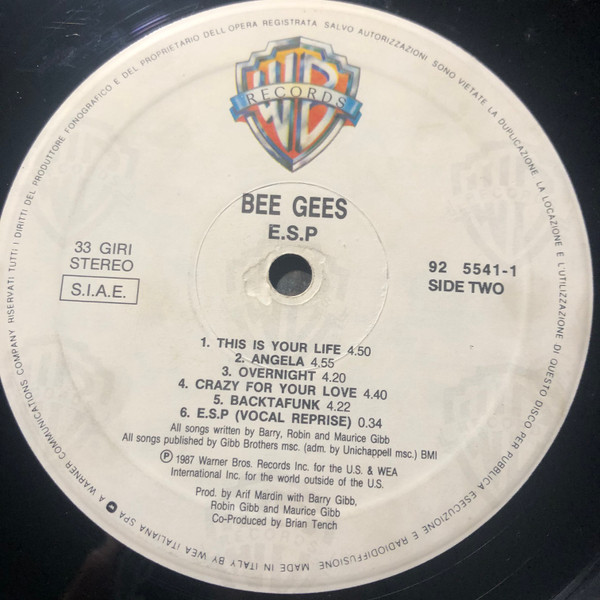 WB
RECORDS
BEE GEES
E.S.P
33 GIRI
STEREO
S.I.A.E.
92 5541-1
SIDE TWO
1. THIS IS YOUR LIFE 4.50
2. ANGELA 4.55
3. OVERNIGHT 4.20
4. CRAZY FOR YOUR LOVE 4.40
5. BACKTAFUNK 4.22
6. E.S.P (VOCAL REPRISE) 0.34
All songs written by Barry, Robin and Maurice Gibb
All songs published by Gibb Brothers msc. (adm. by Unichappell msc.) BMI
℗ 1987 Warner Bros. Records Inc. for the U.S. & WEA
International Inc. for the world outside of the U.S.
Prod. by Arif Mardin with Barry Gibb,
Robin Gibb and Maurice Gibb
Co-Produced by Brian Tench
MADE IN ITALY BY WEA ITALIANA SPA - A WARNER COMMUNICATIONS COMPANY RISERVATI TUTTI I DIRITTI DEL PRODUTTORE FONOGRAFICO E DEL PROPRIETARIO DELL'OPERA REGISTRATA SALVO AUTORIZZAZIONI SONO VIETATE LA DUPLICAZIONE LA LOCAZIONE E L'UTILIZZAZIONE DI QUESTO DISCO PER PUBBLICA ESECUZIONE E RADIODIFFUSIONE